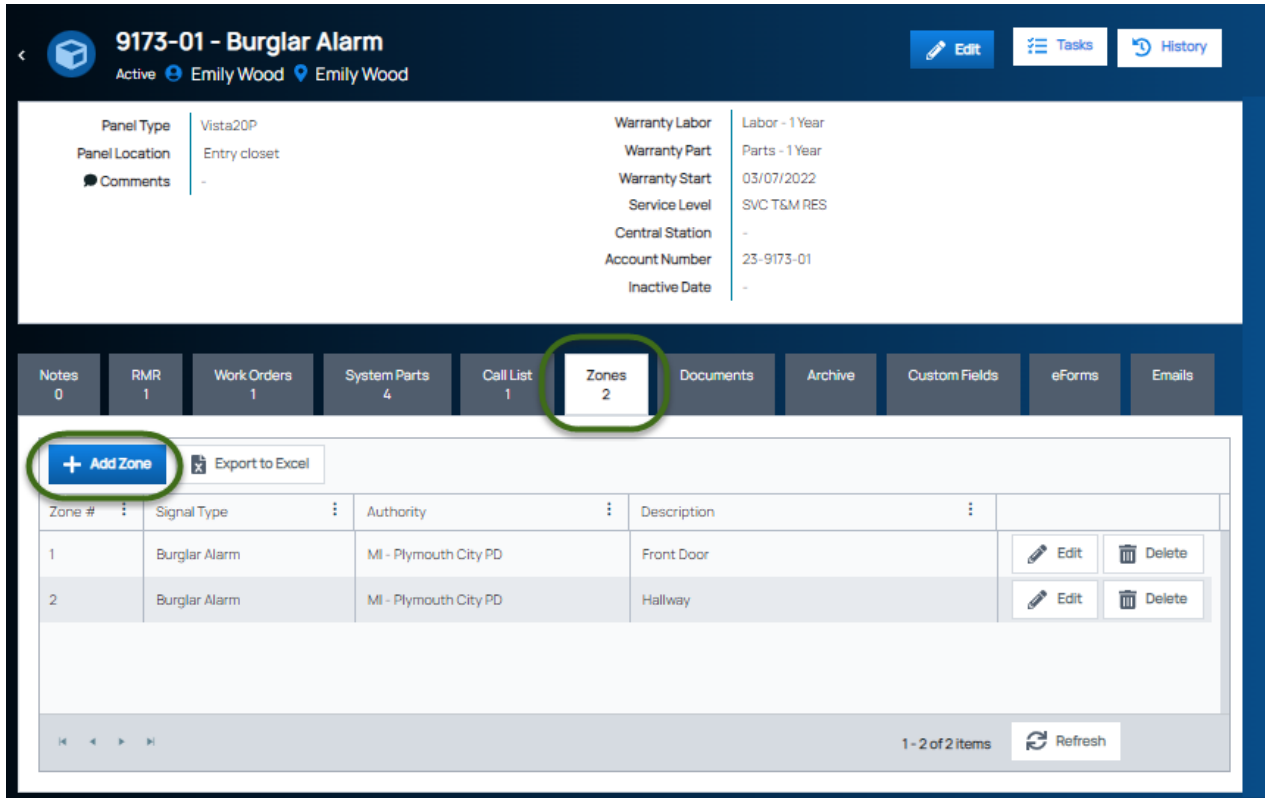 9173-01 - Burglar Alarm
Active Emily Wood Emily Wood
Edit
Tasks
History
Panel Type Vista20P
Panel Location Entry closet
Comments -
Warranty Labor Labor - 1 Year
Warranty Part Parts - 1 Year
Warranty Start 03/07/2022
Service Level SVC T&M RES
Central Station -
Account Number 23-9173-01
Inactive Date -
Notes RMR Work Orders System Parts Call List Zones Documents Archive Custom Fields eForms Emails
0 1 1 4 1 2
Add Zone Export to Excel
Zone # Signal Type Authority Description
1 Burglar Alarm MI - Plymouth City PD Front Door Edit Delete
2 Burglar Alarm MI - Plymouth City PD Hallway Edit Delete
1 - 2 of 2 items Refresh